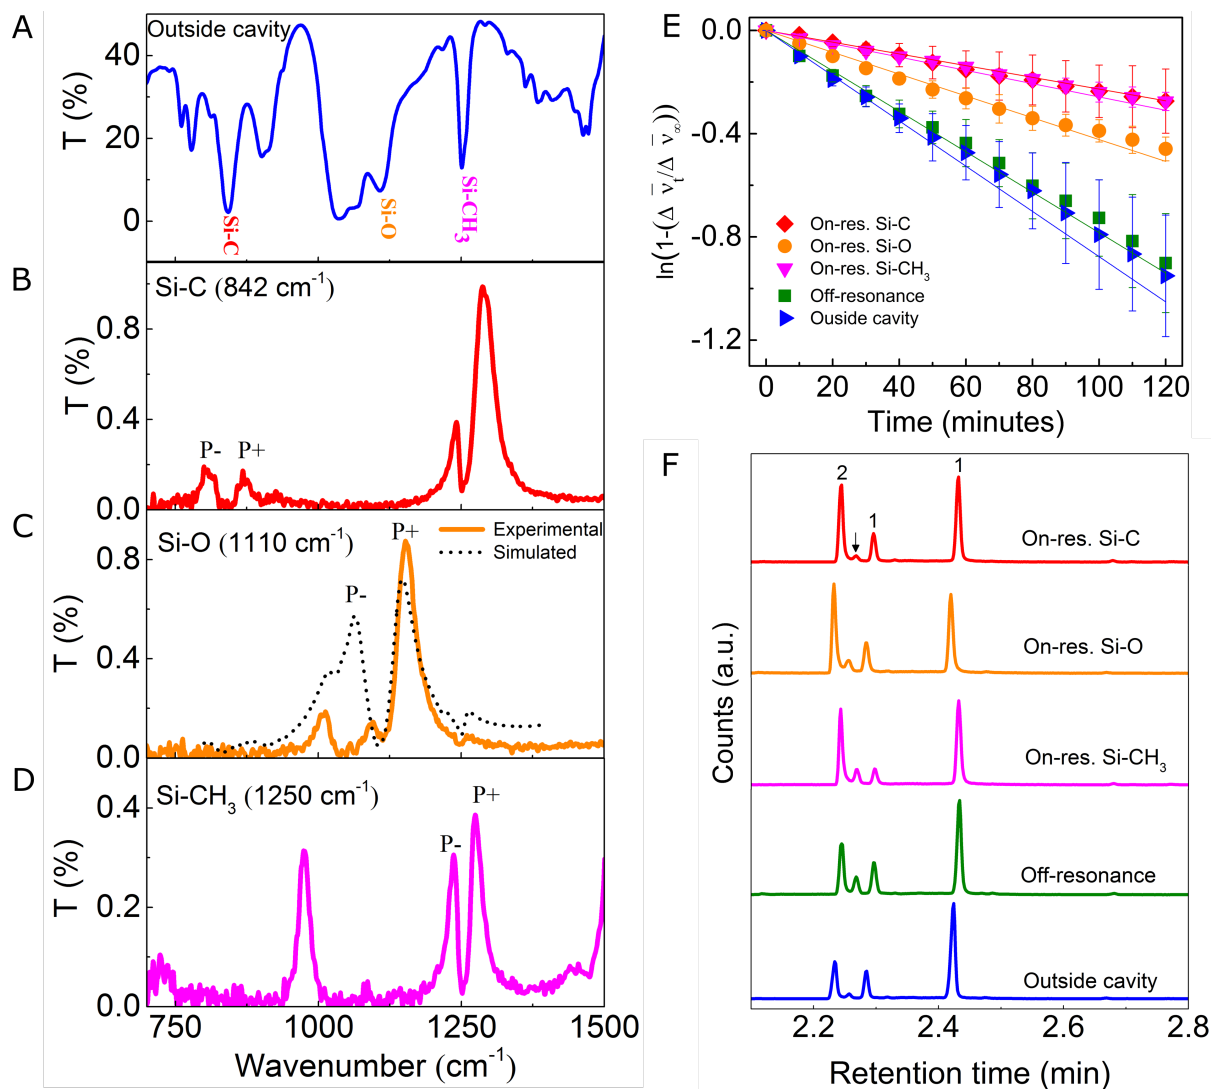 A
Outside cavity
40
20
0
T (%)
Si-C
Si-O
Si-CH3
B
Si-C (842 cm-1)
0.8
0.4
0.0
T (%)
P-
P+
C
Si-O (1110 cm-1)
P+
Experimental
Simulated
P-
0.8
0.4
0.0
T (%)
D
Si-CH3 (1250 cm-1)
P+
P-
0.4
0.2
0.0
T (%)
750 1000 1250 1500
Wavenumber (cm-1)
E
0.0
-0.4
-0.8
-1.2
ln(1-(Δ ν̅t/Δ ν̅∞))
On-res. Si-C
On-res. Si-O
On-res. Si-CH3
Off-resonance
Ouside cavity
0 20 40 60 80 100 120
Time (minutes)
F
2
1
1
On-res. Si-C
On-res. Si-O
On-res. Si-CH3
Off-resonance
Outside cavity
Counts (a.u.)
2.2 2.4 2.6 2.8
Retention time (min)